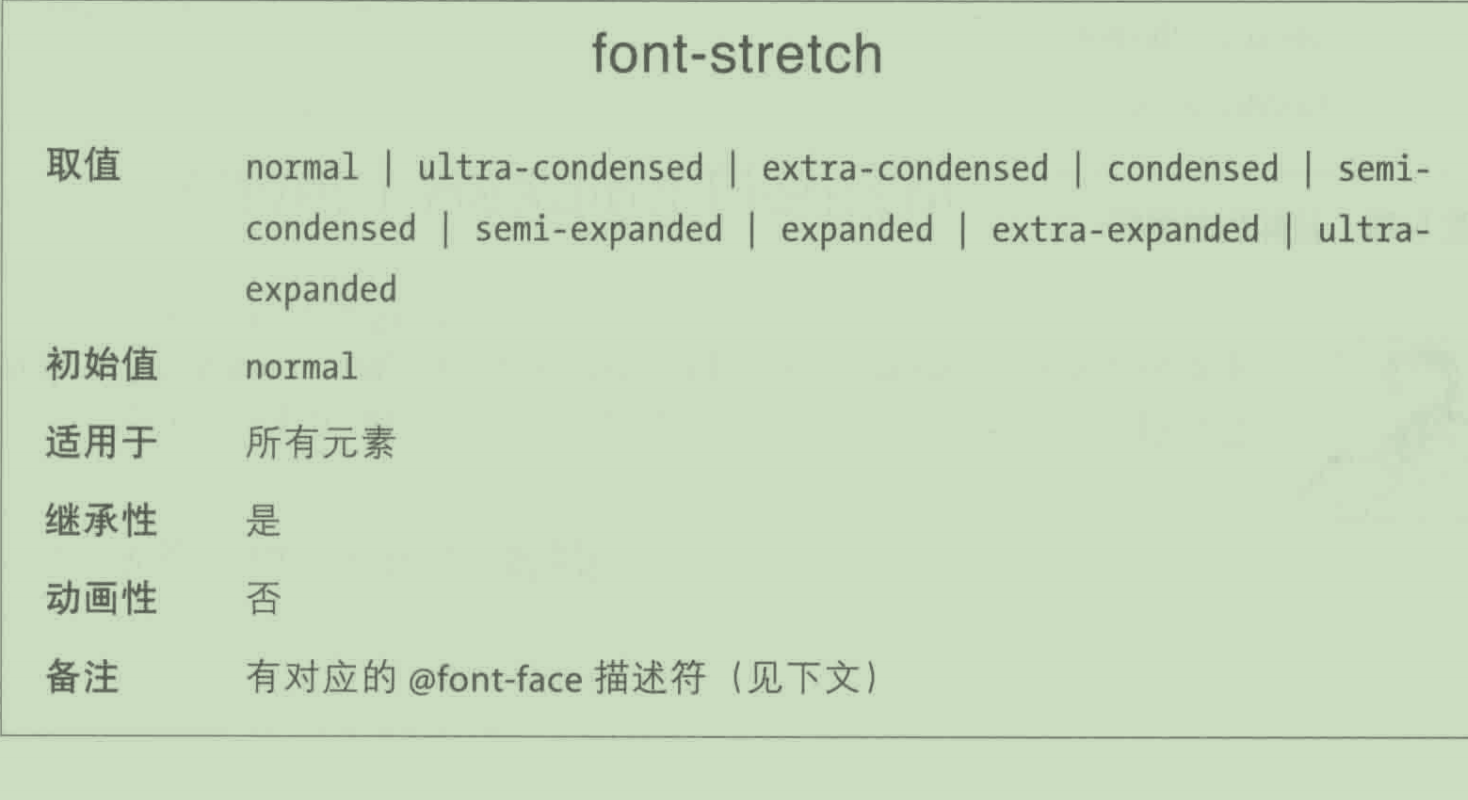 font-stretch
取值 normal | ultra-condensed | extra-condensed | condensed | semi-
condensed | semi-expanded | expanded | extra-expanded | ultra-
expanded
初始值 normal
适用于 所有元素
继承性 是
动画性 否
备注 有对应的 @font-face 描述符（见下文）